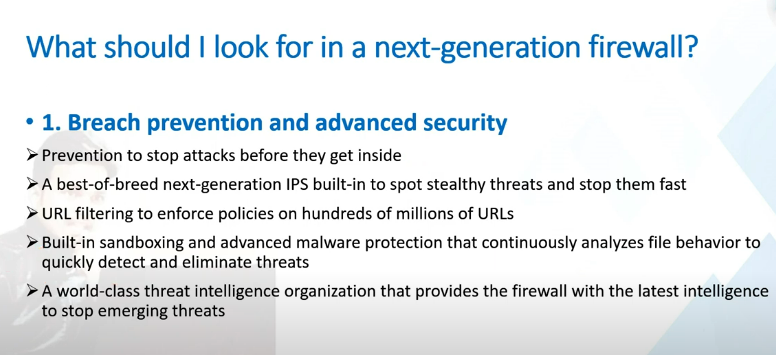 What should I look for in a next-generation firewall?
• 1. Breach prevention and advanced security
➢ Prevention to stop attacks before they get inside
➢ A best-of-breed next-generation IPS built-in to spot stealthy threats and stop them fast
➢ URL filtering to enforce policies on hundreds of millions of URLs
➢ Built-in sandboxing and advanced malware protection that continuously analyzes file behavior to
quickly detect and eliminate threats
➢ A world-class threat intelligence organization that provides the firewall with the latest intelligence
to stop emerging threats